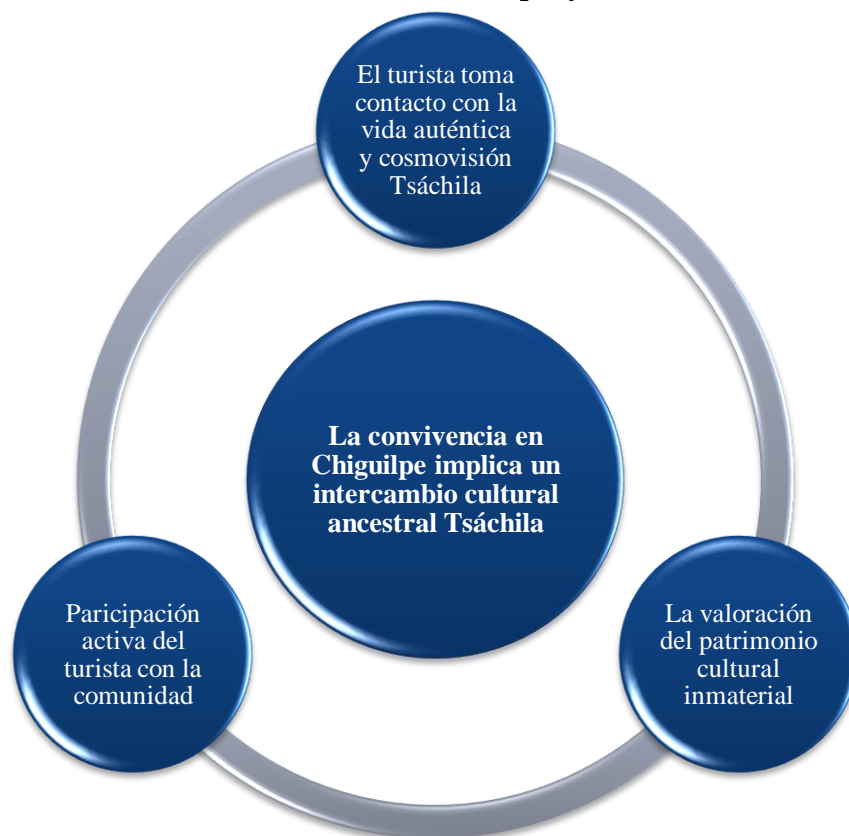 El turista toma
contacto con la
vida auténtica
y cosmovisión
Tsáchila
La convivencia en
Chiguilpe implica un
intercambio cultural
ancestral Tsáchila
Paricipación
activa del
turista con la
comunidad
La valoración
del patrimonio
cultural
inmaterial